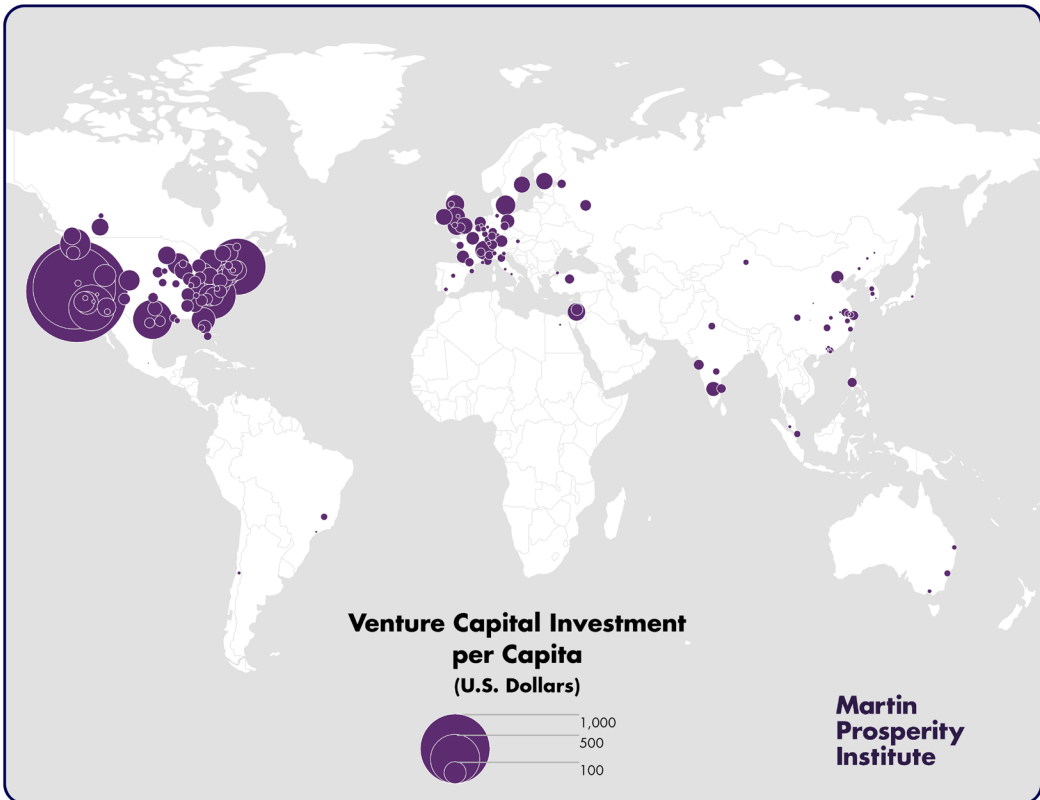 Venture Capital Investment
per Capita
(U.S. Dollars)
1,000
500
100
Martin
Prosperity
Institute